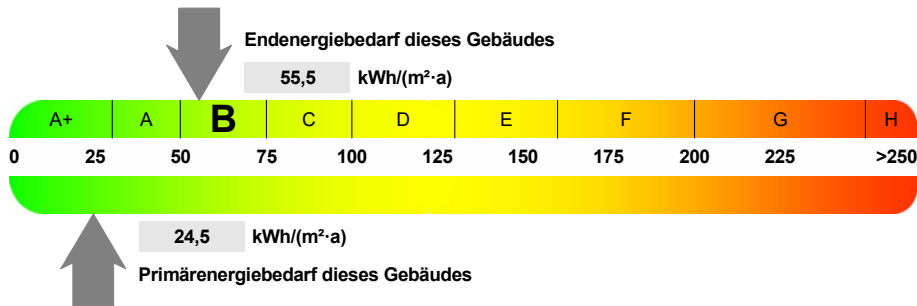 Endenergiebedarf dieses Gebäudes
55,5 kWh/(m²·a)
A+ A B C D E F G H
0 25 50 75 100 125 150 175 200 225 >250
24,5 kWh/(m²·a)
Primärenergiebedarf dieses Gebäudes